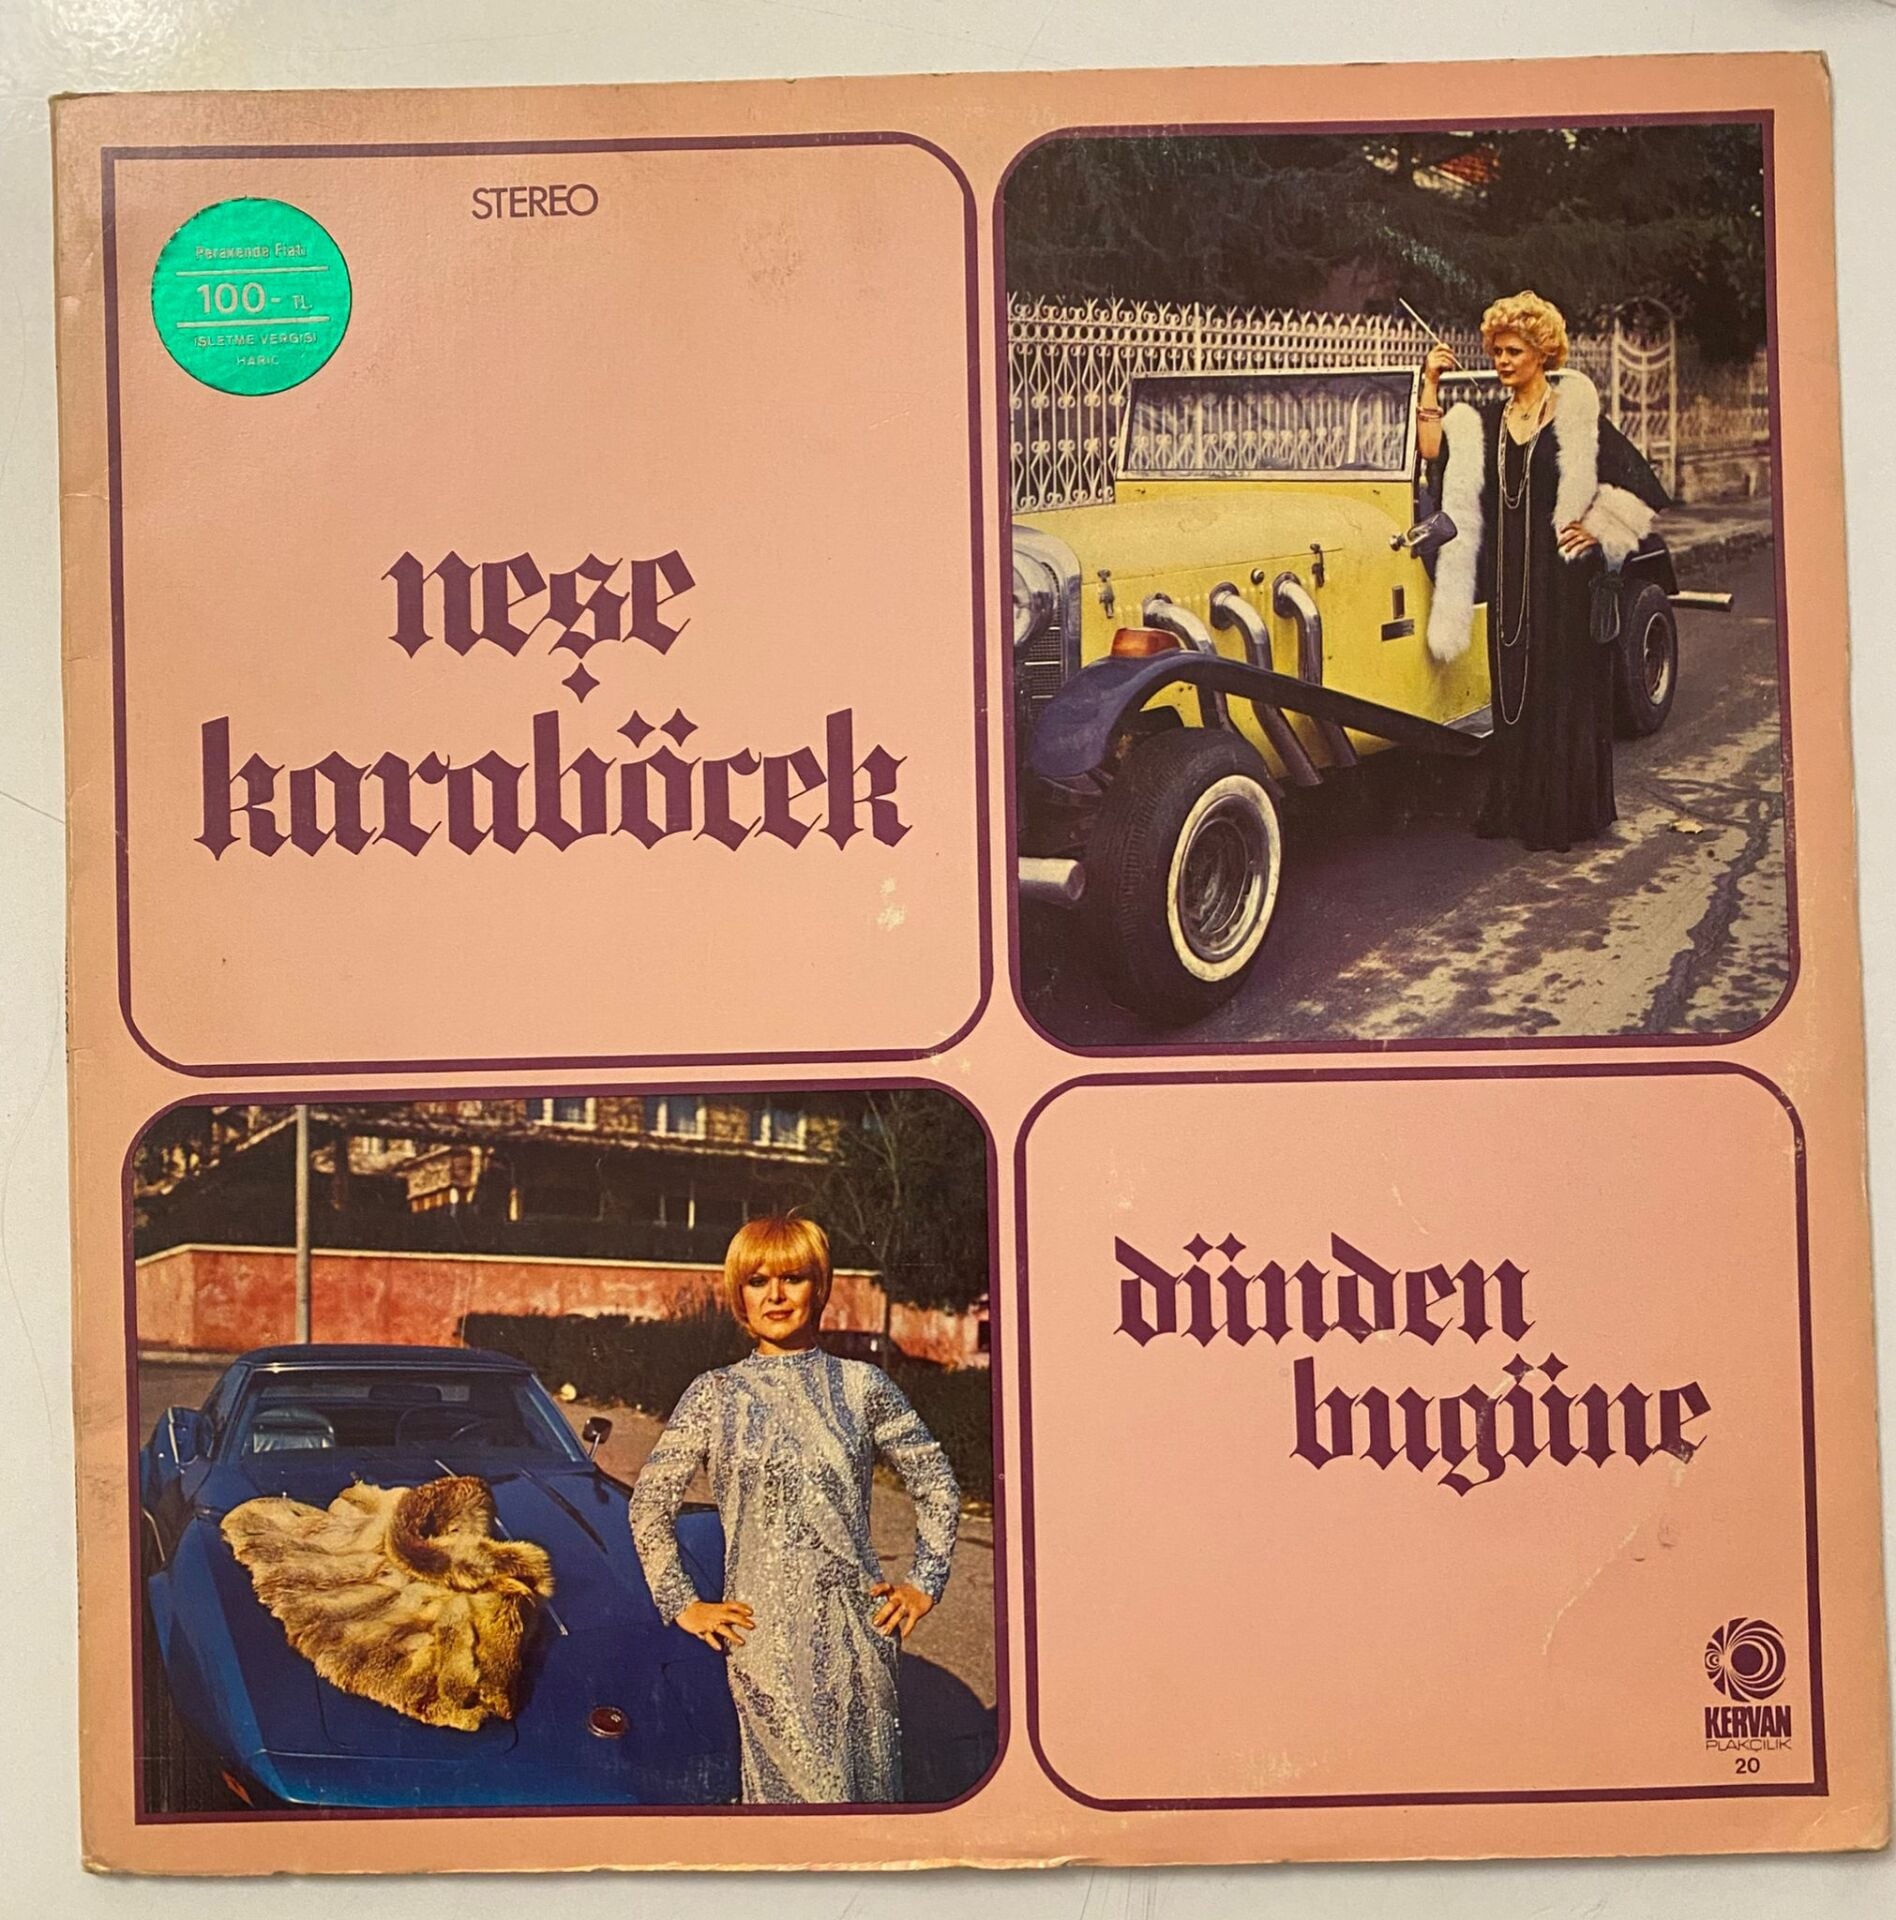 STEREO
Perakende Fiatı
100- TL.
İŞLETME VERGİSİ
HARİÇ
neşe
karaböcek
dünden
bugüne
KERVAN
PLAKÇILIK
20